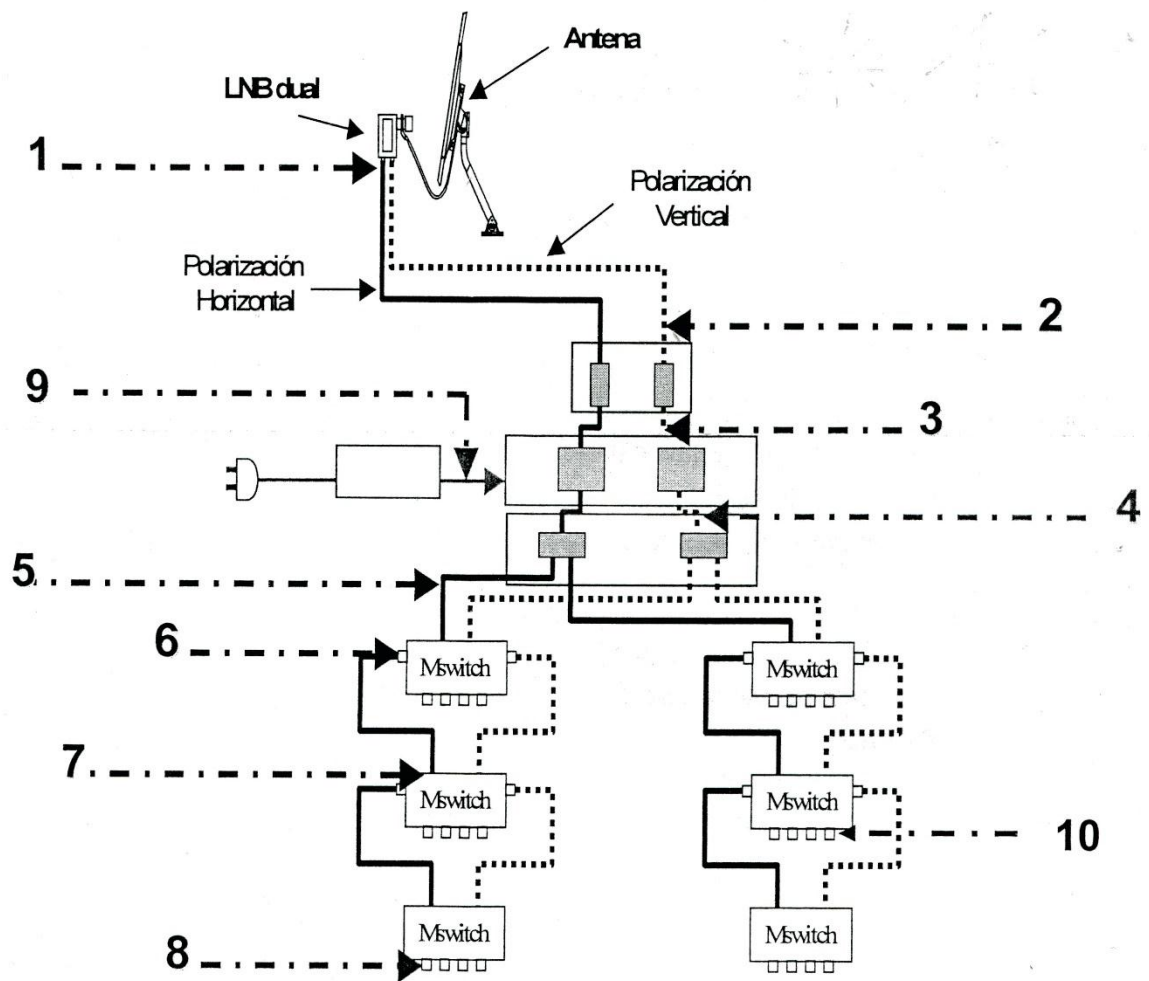 Antena
LNB dual
1
Polarización
Vertical
Polarización
Horizontal
2
9
3
4
5
6
Mswitch
Mswitch
7
Mswitch
Mswitch
10
Mswitch
Mswitch
8